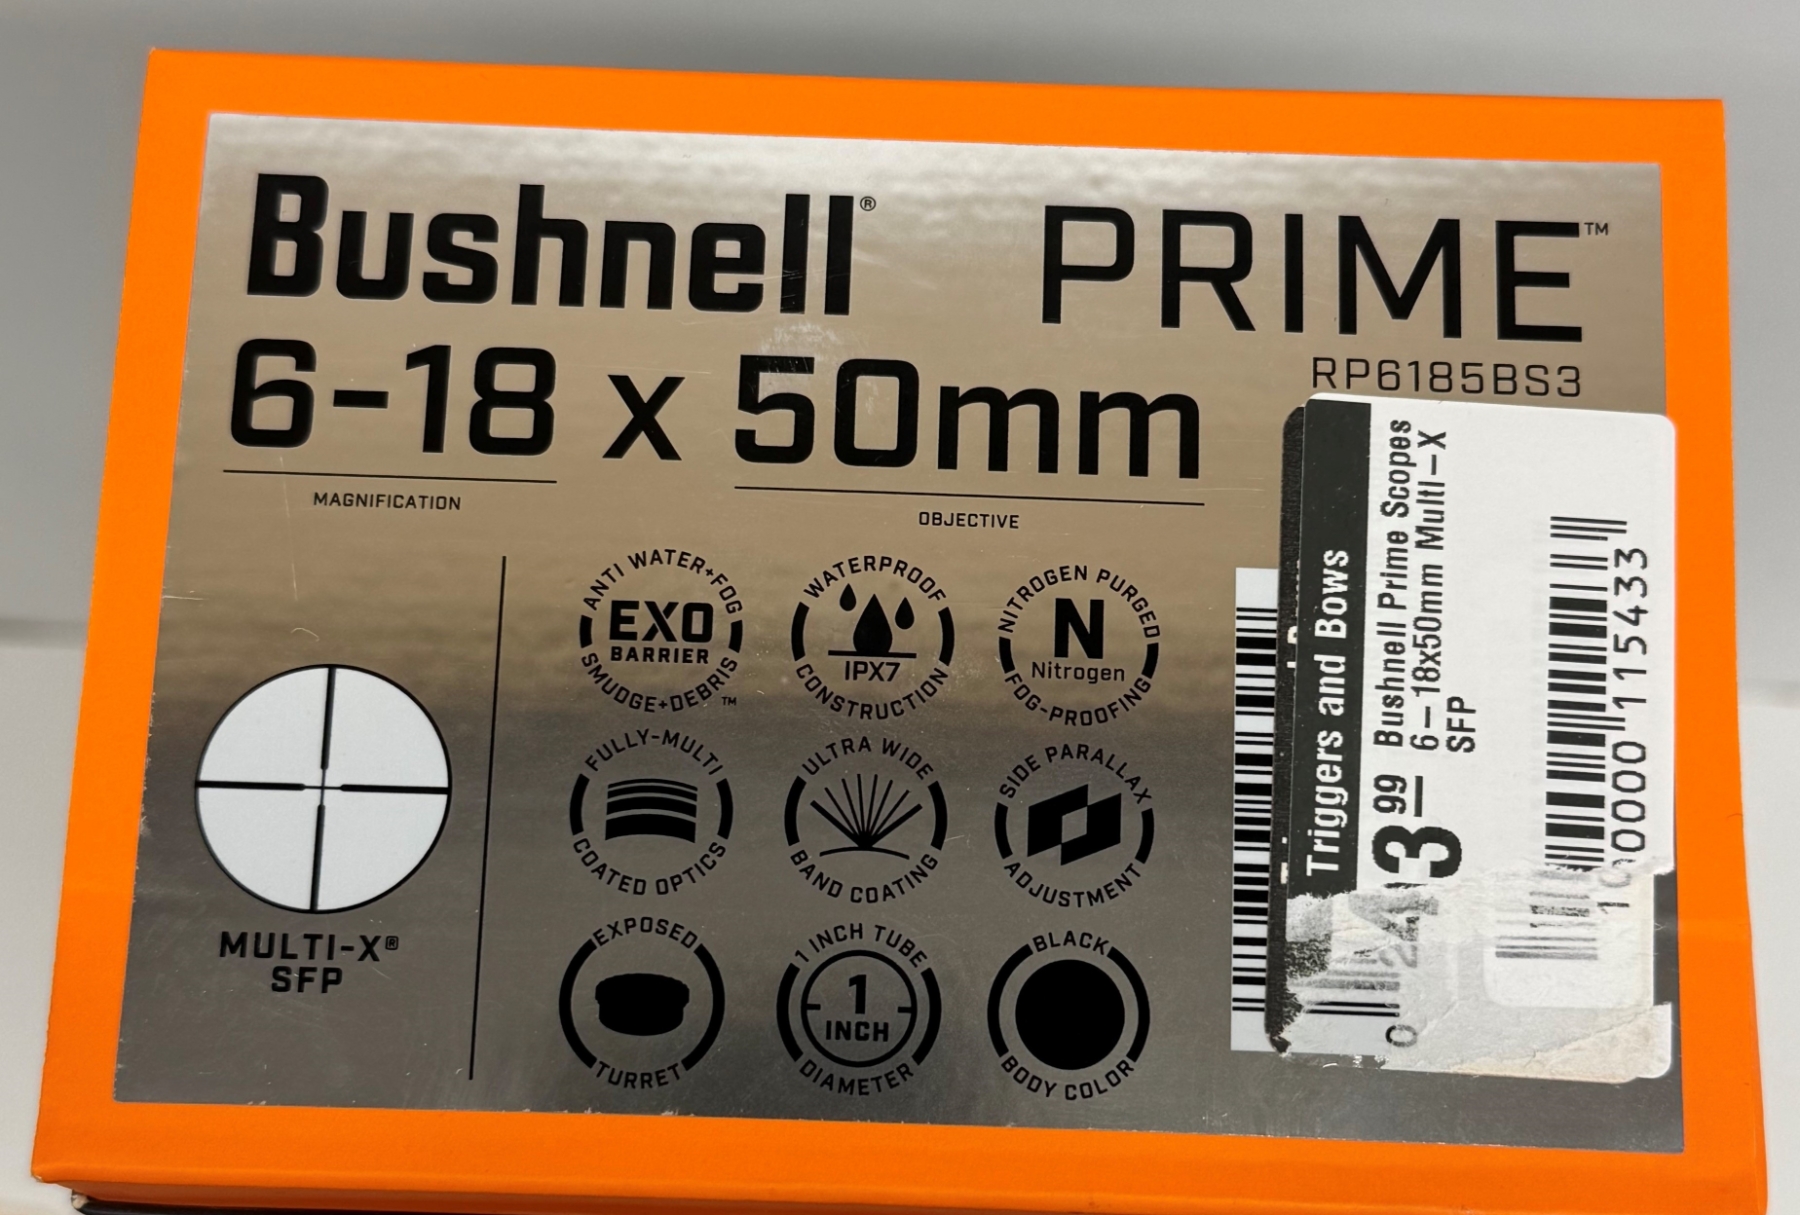 Bushnell® PRIME™
6-18 x 50mm
RP6185BS3
MAGNIFICATION
OBJECTIVE
ANTI WATER+FOG
EXO
BARRIER
SMUDGE+DEBRIS™
WATERPROOF
IPX7
CONSTRUCTION
NITROGEN PURGED
N
Nitrogen
FOG-PROOFING
FULLY-MULTI
COATED OPTICS
ULTRA WIDE
BAND COATING
SIDE PARALLAX
ADJUSTMENT
MULTI-X®
SFP
EXPOSED
TURRET
1 INCH TUBE
1
INCH
DIAMETER
BLACK
BODY COLOR
Triggers and Bows
Bushnell Prime Scopes
6-18x50mm Multi-X
SFP
3 99
0000115433